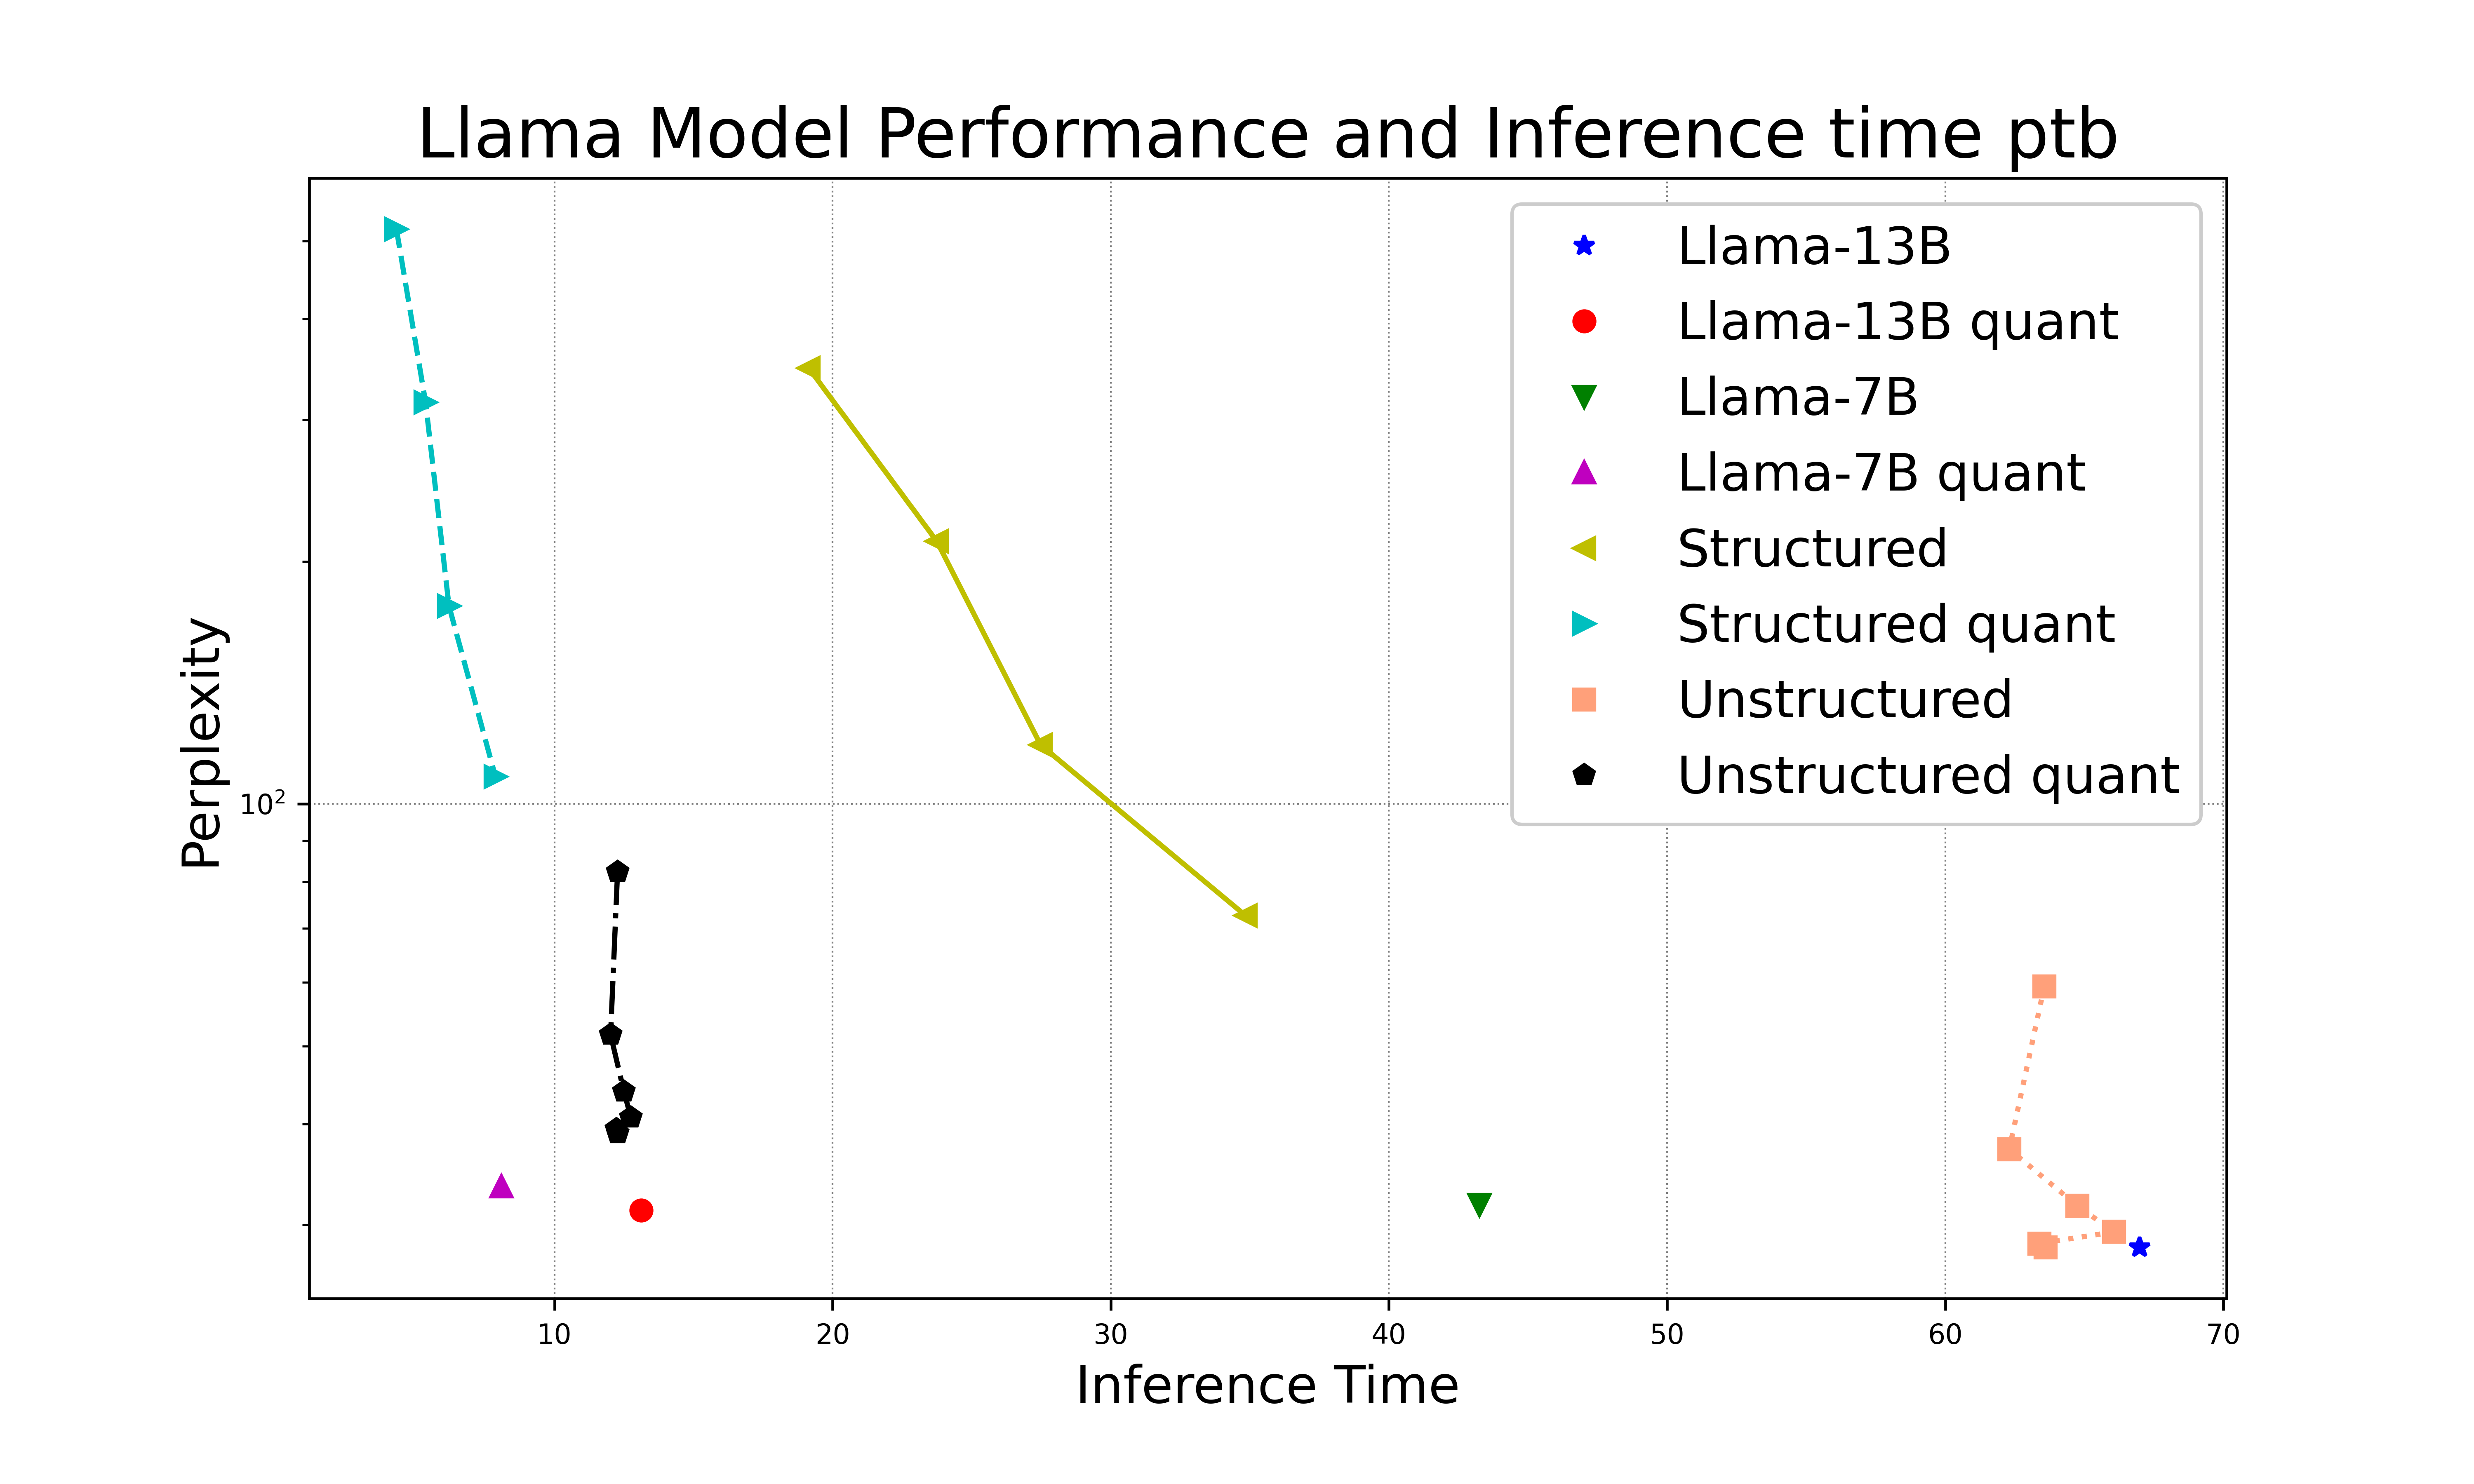 Llama Model Performance and Inference time ptb
Perplexity
10²
Llama-13B
Llama-13B quant
Llama-7B
Llama-7B quant
Structured
Structured quant
Unstructured
Unstructured quant
10 20 30 40 50 60 70
Inference Time